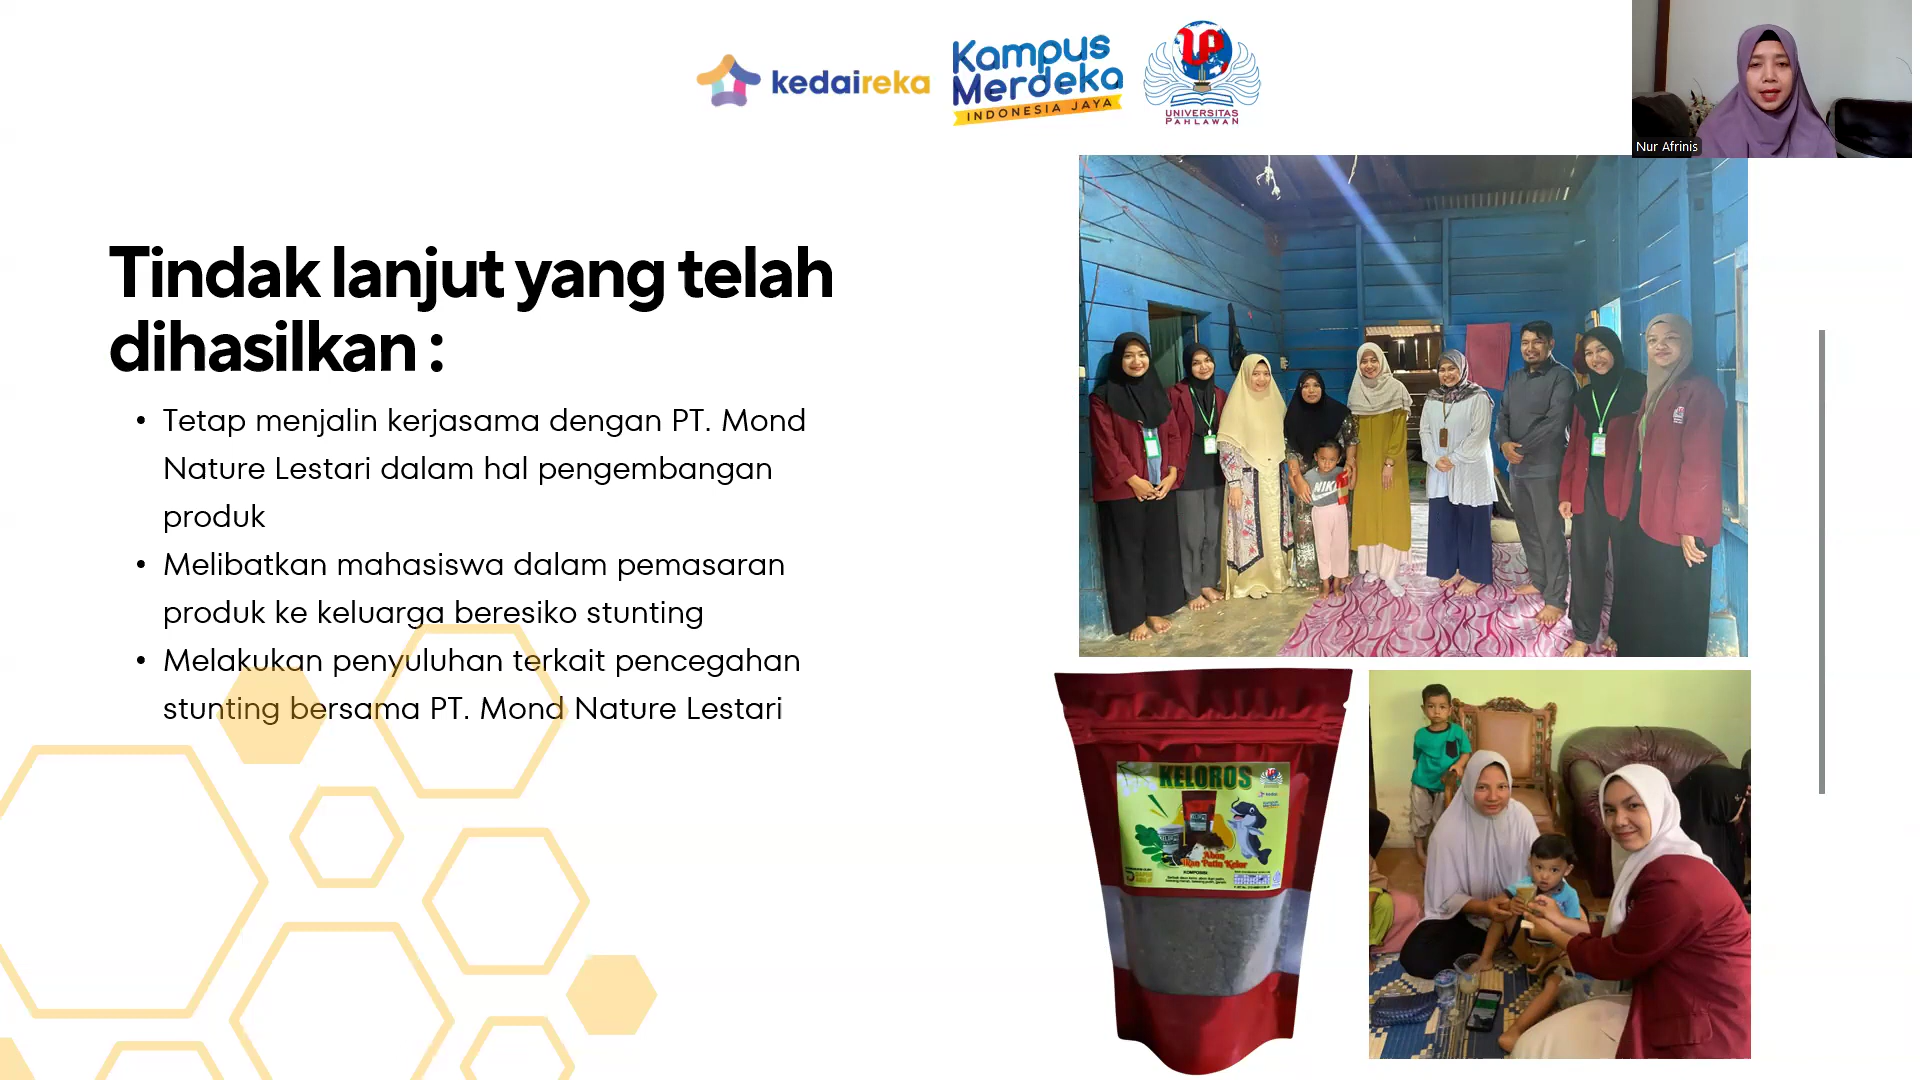 kedaireka
Kampus
Merdeka
INDONESIA JAYA
UNIVERSITAS
PAHLAWAN
Nur Afrinis
Tindak lanjut yang telah
dihasilkan :
• Tetap menjalin kerjasama dengan PT. Mond
Nature Lestari dalam hal pengembangan
produk
• Melibatkan mahasiswa dalam pemasaran
produk ke keluarga beresiko stunting
• Melakukan penyuluhan terkait pencegahan
stunting bersama PT. Mond Nature Lestari
KELOROS
Abon
Ikan Patin Kelor
KOMPOSISI